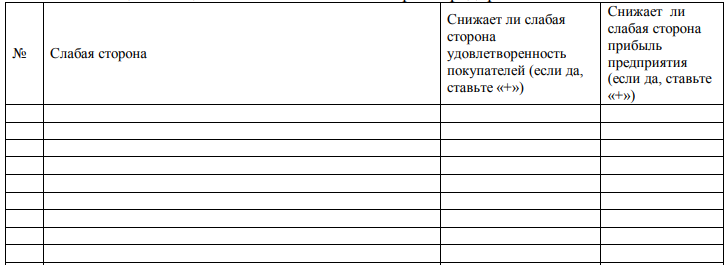 №
Слабая сторона
Снижает ли слабая
сторона
удовлетворенность
покупателей (если да,
ставьте «+»)
Снижает ли
слабая сторона
прибыль
предприятия
(если да, ставьте
«+»)